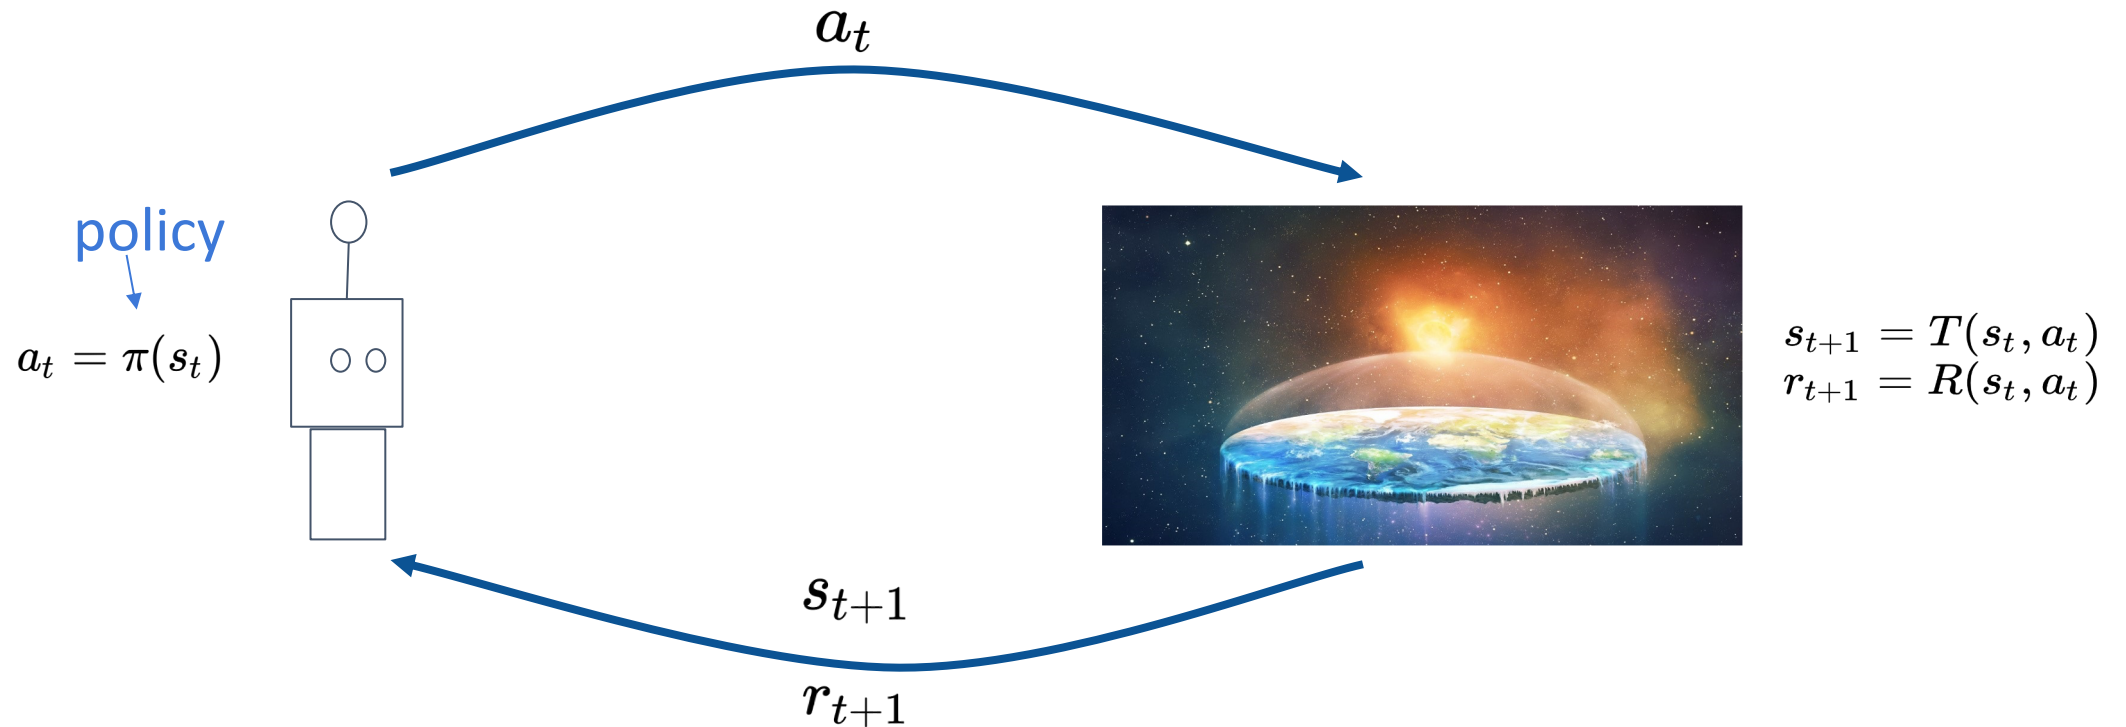 a_t
policy
a_t = π(s_t)
s_{t+1} = T(s_t, a_t)
r_{t+1} = R(s_t, a_t)
s_{t+1}
r_{t+1}